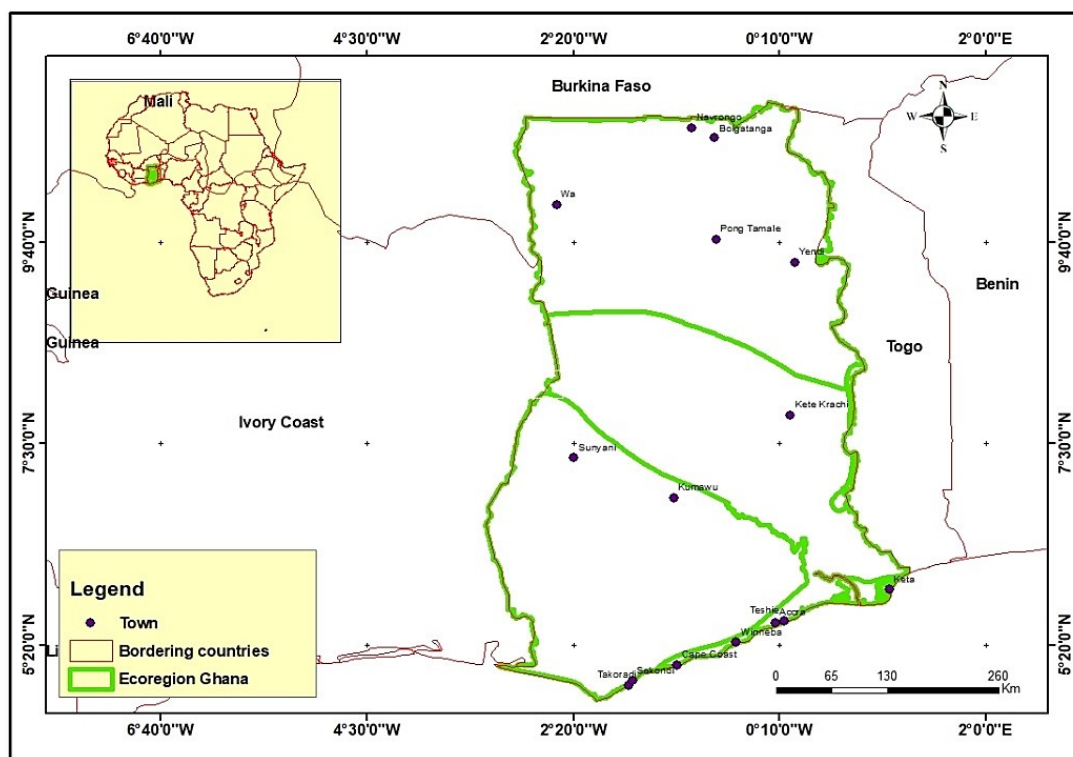 6°40'0"W 4°30'0"W 2°20'0"W 0°10'0"W 2°0'0"E
Burkina Faso
Mali
N
W E
S
Navrongo
Bolgatanga
Wa
9°40'0"N 9°40'0"N
Pong Tamale
Yendi
Benin
Guinea
Guinea
Togo
Kete Krachi
Ivory Coast
7°30'0"N 7°30'0"N
Sunyani
Kumawu
Legend
Town
Bordering countries
Ecoregion Ghana
Keta
Teshie Accra
Winneba
5°20'0"N 5°20'0"N
Li
Cape Coast
Takoradi Sekondi
0 65 130 260
Km
6°40'0"W 4°30'0"W 2°20'0"W 0°10'0"W 2°0'0"E